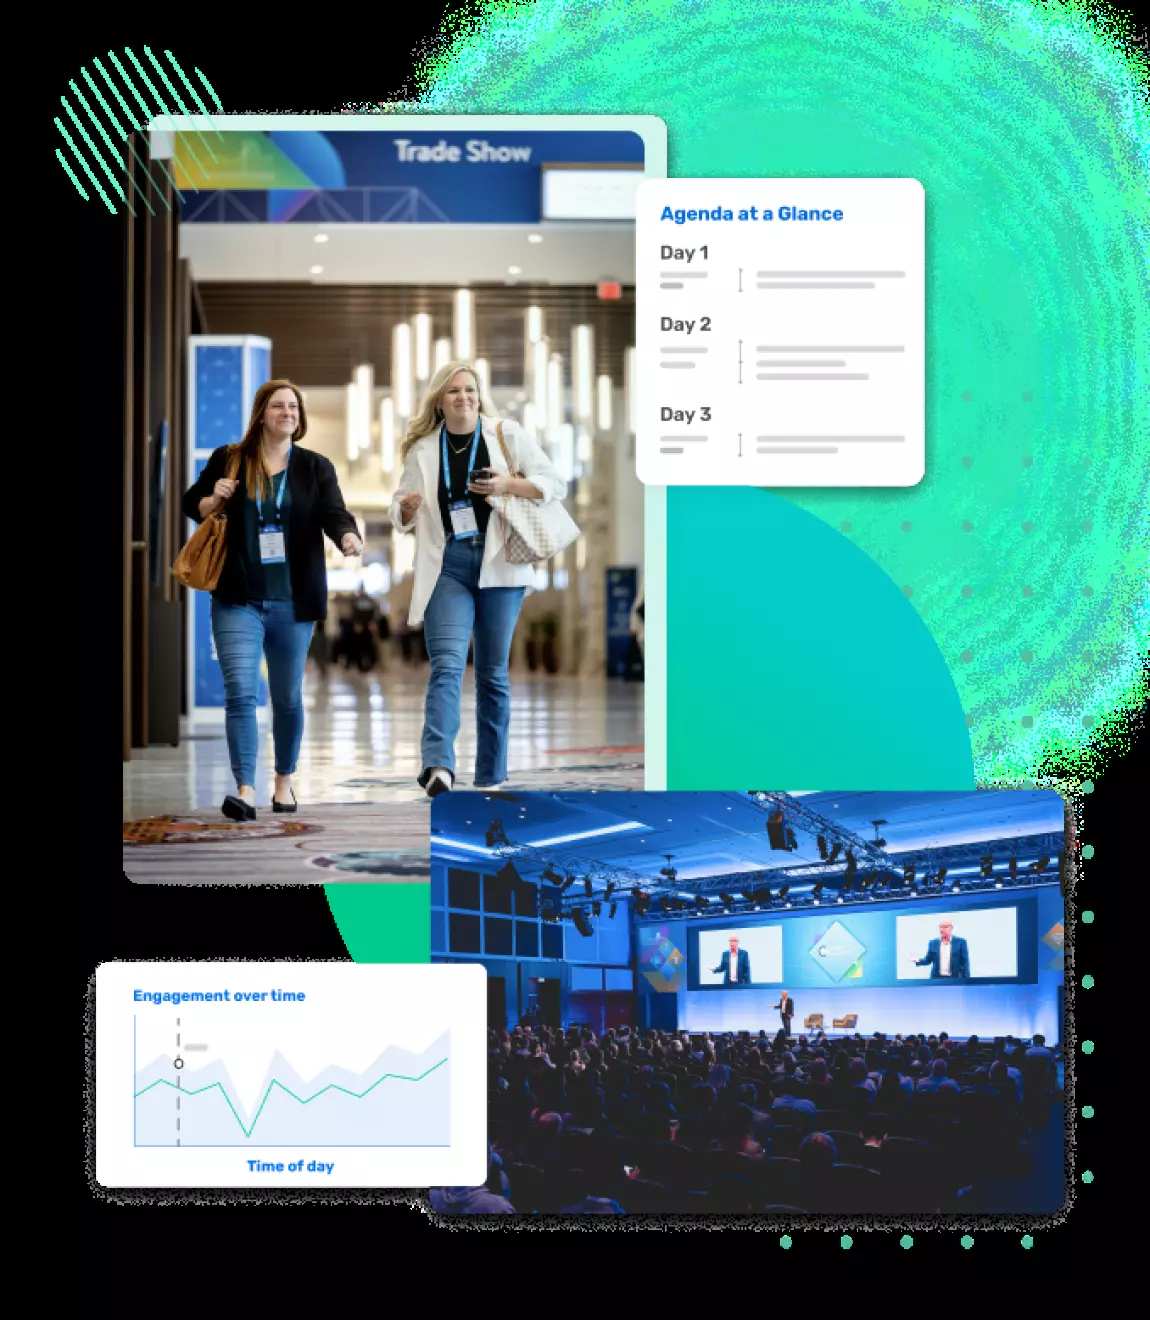 Trade Show
Agenda at a Glance
Day 1
Day 2
Day 3
Engagement over time
Time of day